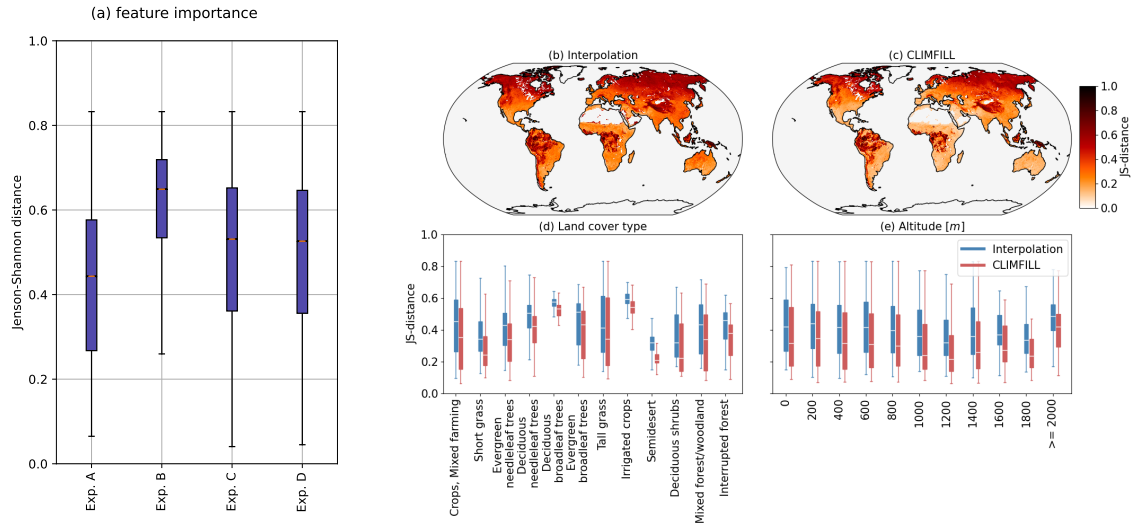 (a) feature importance
Jenson-Shannon distance
1.0
0.8
0.6
0.4
0.2
0.0
Exp. A
Exp. B
Exp. C
Exp. D
(b) Interpolation
(c) CLIMFILL
1.0
0.8
0.6
0.4
0.2
0.0
JS-distance
(d) Land cover type
JS-distance
1.0
0.8
0.6
0.4
0.2
0.0
Crops, Mixed farming
Short grass
Evergreen
needleleaf trees
Deciduous
needleleaf trees
Deciduous
broadleaf trees
Evergreen
broadleaf trees
Tall grass
Irrigated crops
Semidesert
Deciduous shrubs
Mixed forest/woodland
Interrupted forest
(e) Altitude [m]
Interpolation
CLIMFILL
0
200
400
600
800
1000
1200
1400
1600
1800
>= 2000